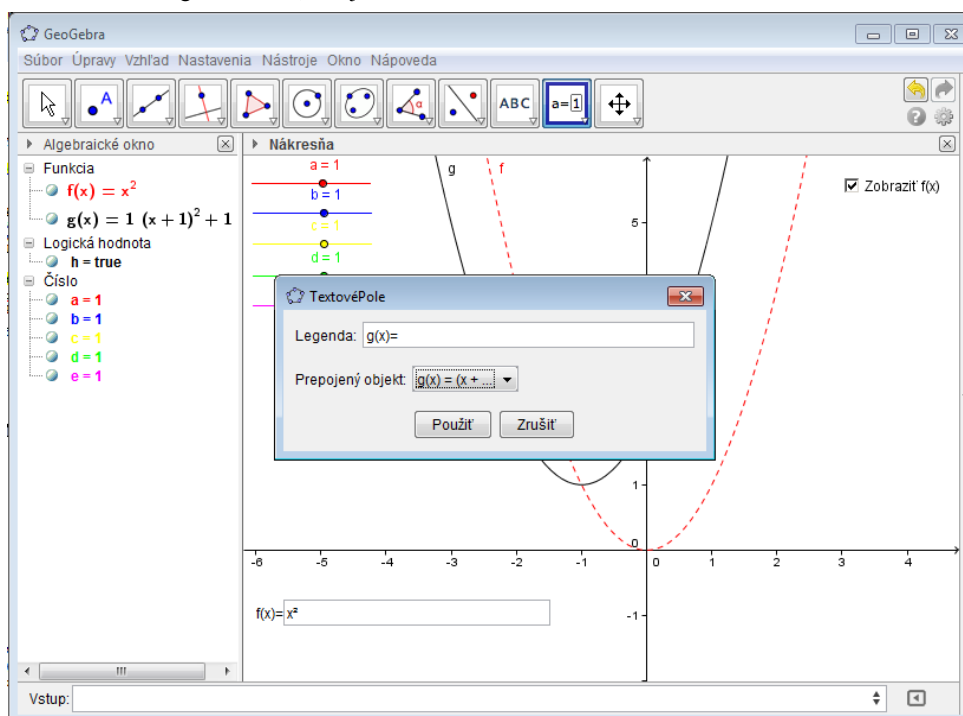 GeoGebra
Súbor Úpravy Vzhľad Nastavenia Nástroje Okno Nápoveda
A
α
ABC
a=1
Algebraické okno
Nákresňa
Funkcia
f(x) = x²
g(x) = 1 (x + 1)² + 1
Logická hodnota
h = true
Číslo
a = 1
b = 1
c = 1
d = 1
e = 1
a = 1
b = 1
c = 1
d = 1
g
f
Zobraziť f(x)
5
TextovéPole
Legenda: g(x)=
Prepojený objekt: g(x) = (x + ...
Použiť Zrušiť
1
0
-6 -5 -4 -3 -2 -1 0 1 2 3 4
f(x)= x²
-1
Vstup: